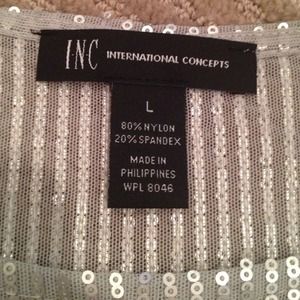 INC INTERNATIONAL CONCEPTS
L
80% NYLON
20% SPANDEX
MADE IN
PHILIPPINES
WPL 8046